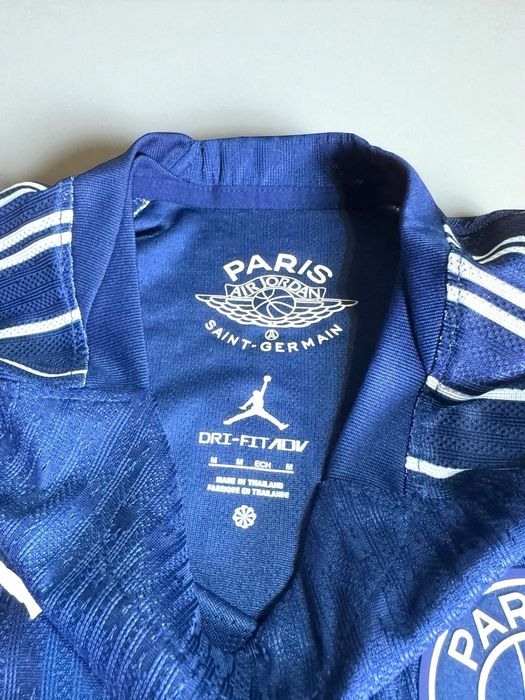 PARIS
AIR JORDAN
SAINT-GERMAIN
DRI-FIT ADV
M M ECH M
MADE IN THAILAND
FABRIQUÉ EN THAÏLANDE
PAR